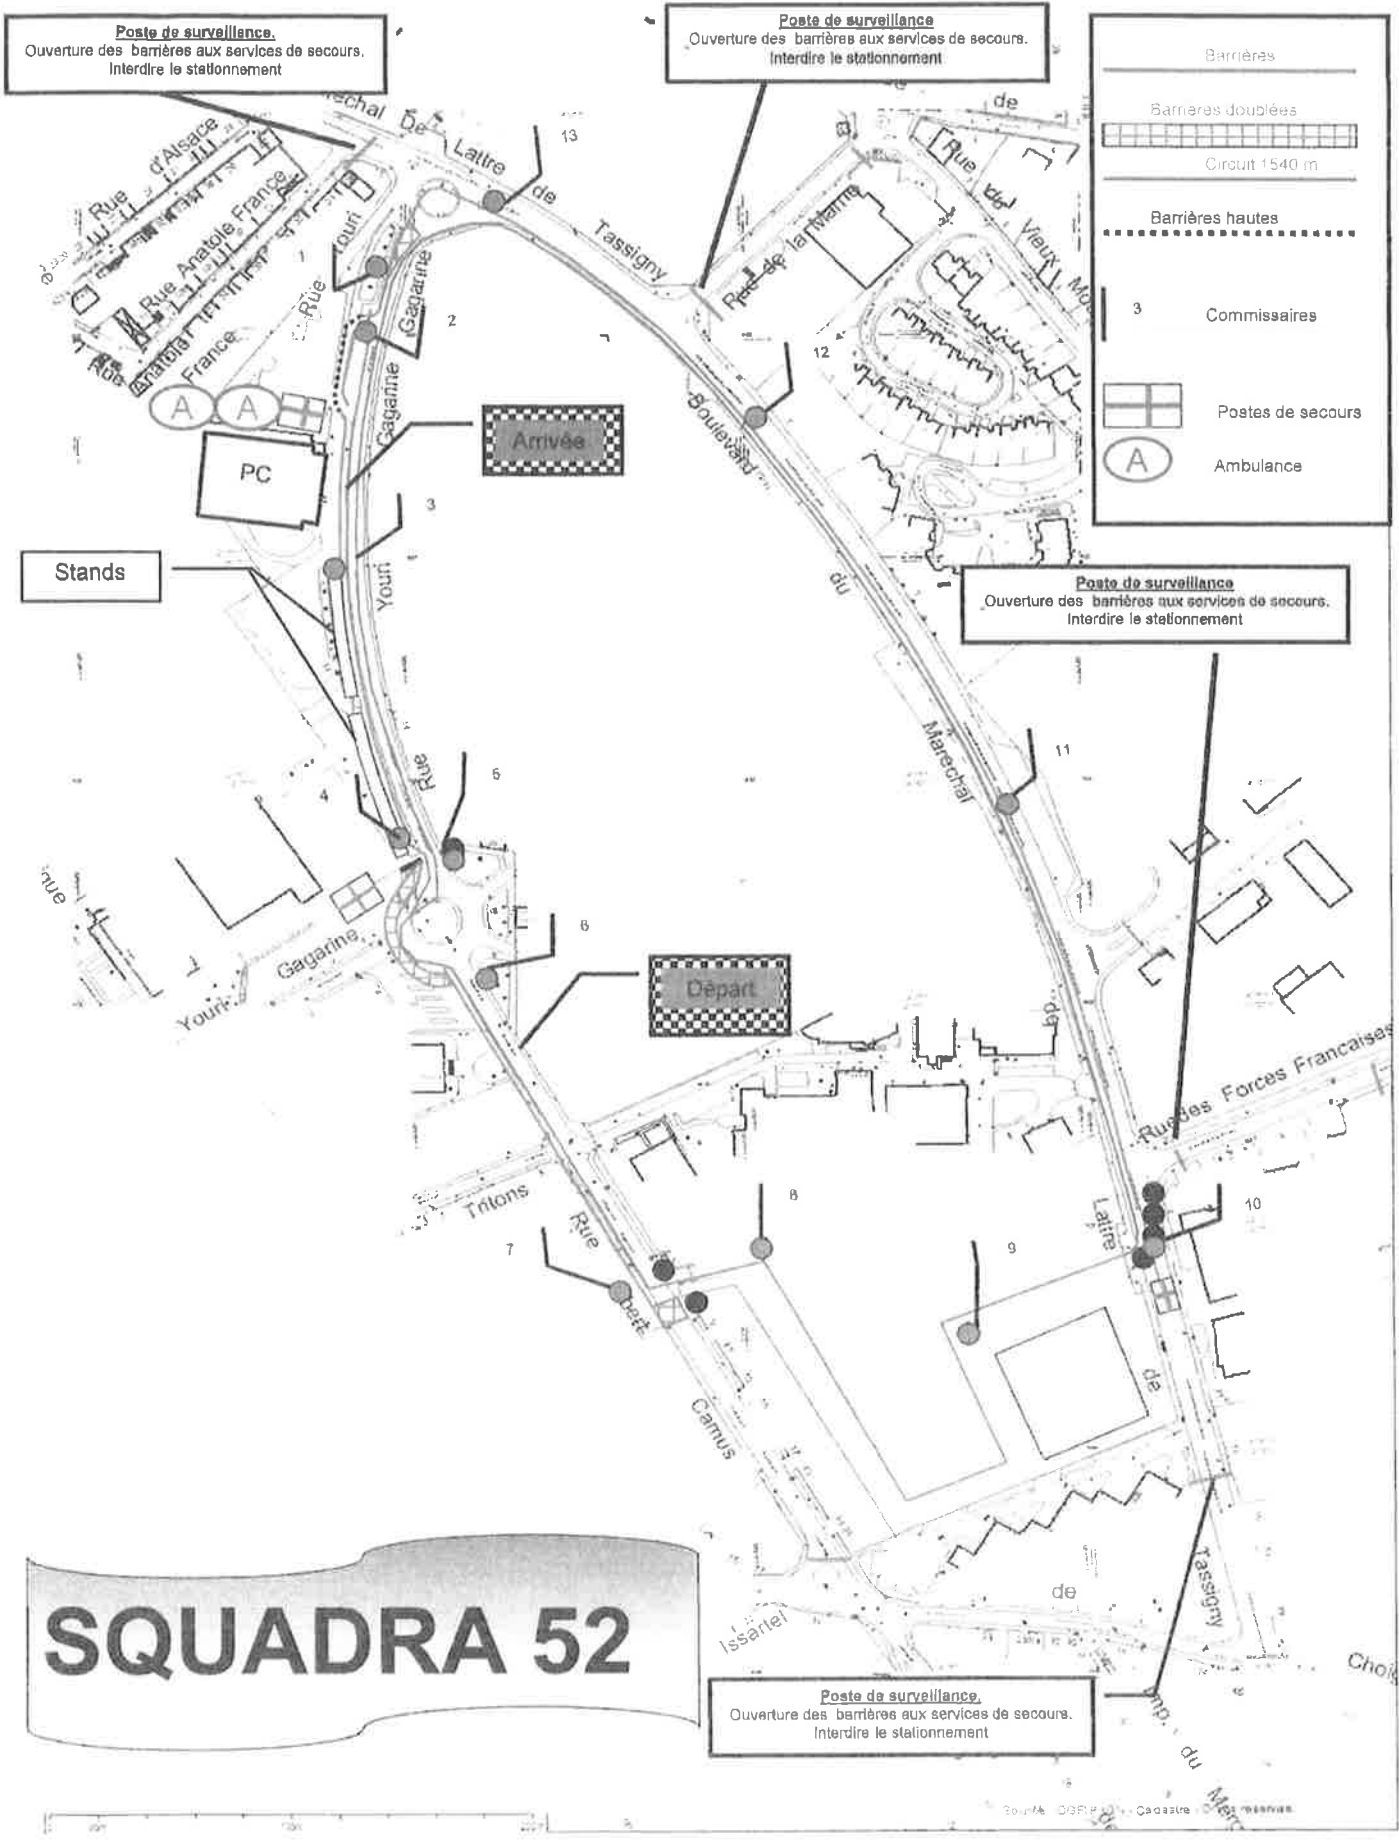 Poste de surveillance.
Ouverture des barrières aux services de secours.
Interdire le stationnement
Poste de surveillance
Ouverture des barrières aux services de secours.
Interdire le stationnement
Barrières
Barrières doublées
Circuit 1540 m
Barrières hautes
3
Commissaires
Postes de secours
A
Ambulance
De
Lattre
de
Tassigny
13
de
Rue
du
Vieux
Rue
d'Alsace
Rue Anatole France
Rue
Anatole
France
1
Rue
Youri
Gagarine
2
Rue de la Marne
12
A
A
PC
Gagarine
Arrivée
Boulevard
3
Stands
Youri
du
Poste de surveillance
Ouverture des barrières aux services de secours.
Interdire le stationnement
Rue
5
4
Maréchal
11
6
Gagarine
Youri
Départ
de
Rue des Forces Francaises
Tritons
Rue
8
7
9
10
Lattre
de
Camus
SQUADRA 52
Issartel
de
Tassigny
Poste de surveillance.
Ouverture des barrières aux services de secours.
Interdire le stationnement
Imp.
du